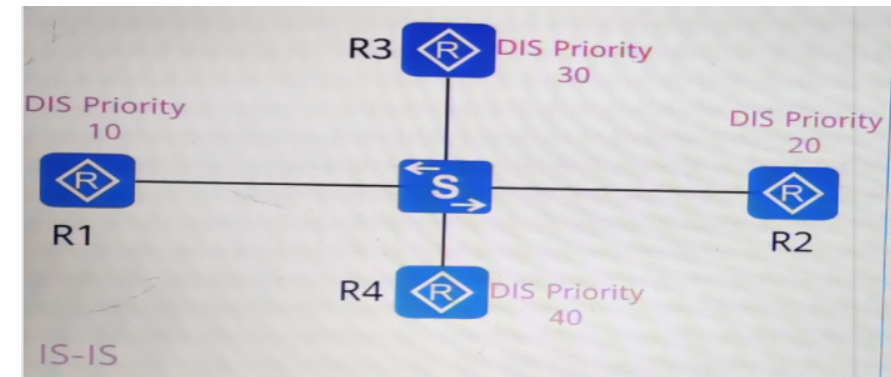 R3
R
DIS Priority
30
DIS Priority
10
R
R1
S
DIS Priority
20
R
R2
R4
R
DIS Priority
40
IS-IS